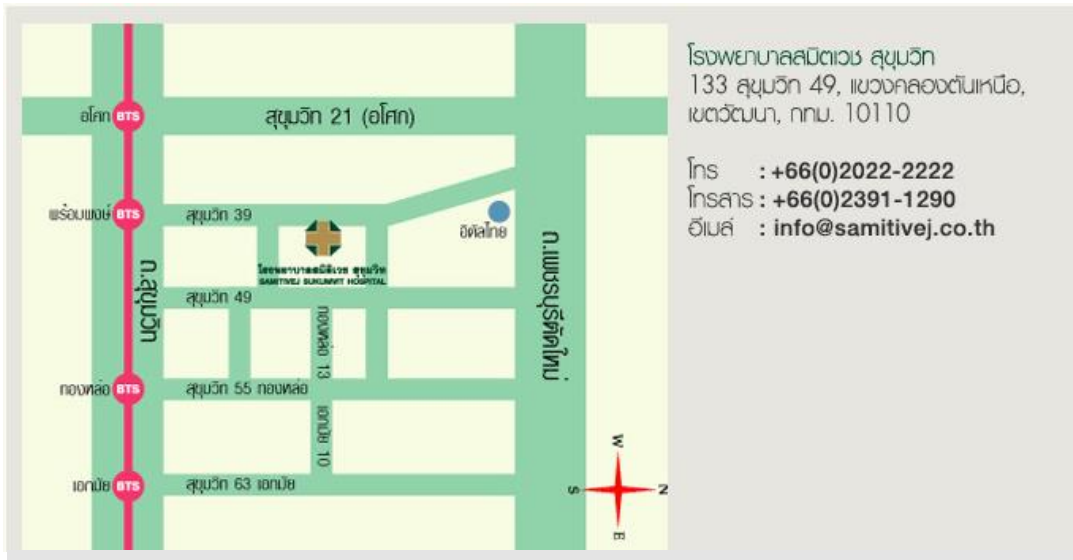 สุขุมวิท 21 (อโศก)
อโศก
BTS
พร้อมพงษ์
BTS
สุขุมวิท 39
อิตัลไทย
โรงพยาบาลสมิติเวช สุขุมวิท
SAMITIVEJ SUKUMVIT HOSPITAL
ถ.สุขุมวิท
สุขุมวิท 49
ถ.เพชรบุรีตัดใหม่
ทองหล่อ 13
ทองหล่อ
BTS
สุขุมวิท 55 ทองหล่อ
เอกมัย 10
เอกมัย
BTS
สุขุมวิท 63 เอกมัย
W
S
N
E
โรงพยาบาลสมิตเวช สุขุมวิท
133 สุขุมวิท 49, แขวงคลองตันเหนือ,
เขตวัฒนา, กทม. 10110
โทร : +66(0)2022-2222
โทรสาร : +66(0)2391-1290
อีเมล์ : info@samitivej.co.th